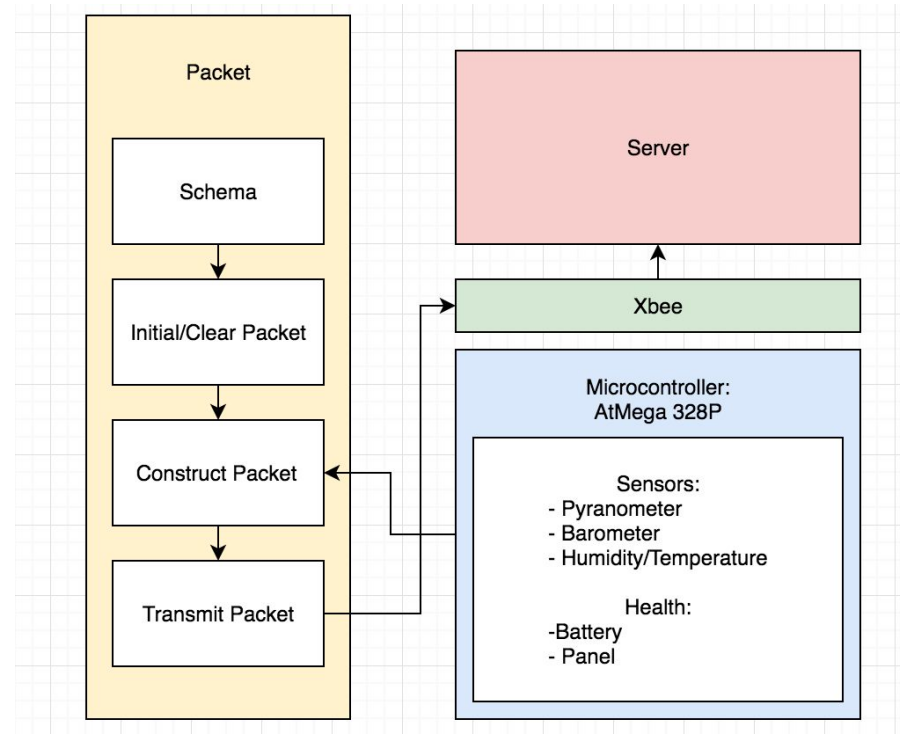 Packet
Schema
Initial/Clear Packet
Construct Packet
Transmit Packet
Server
Xbee
Microcontroller:
AtMega 328P
Sensors:
- Pyranometer
- Barometer
- Humidity/Temperature
Health:
-Battery
- Panel